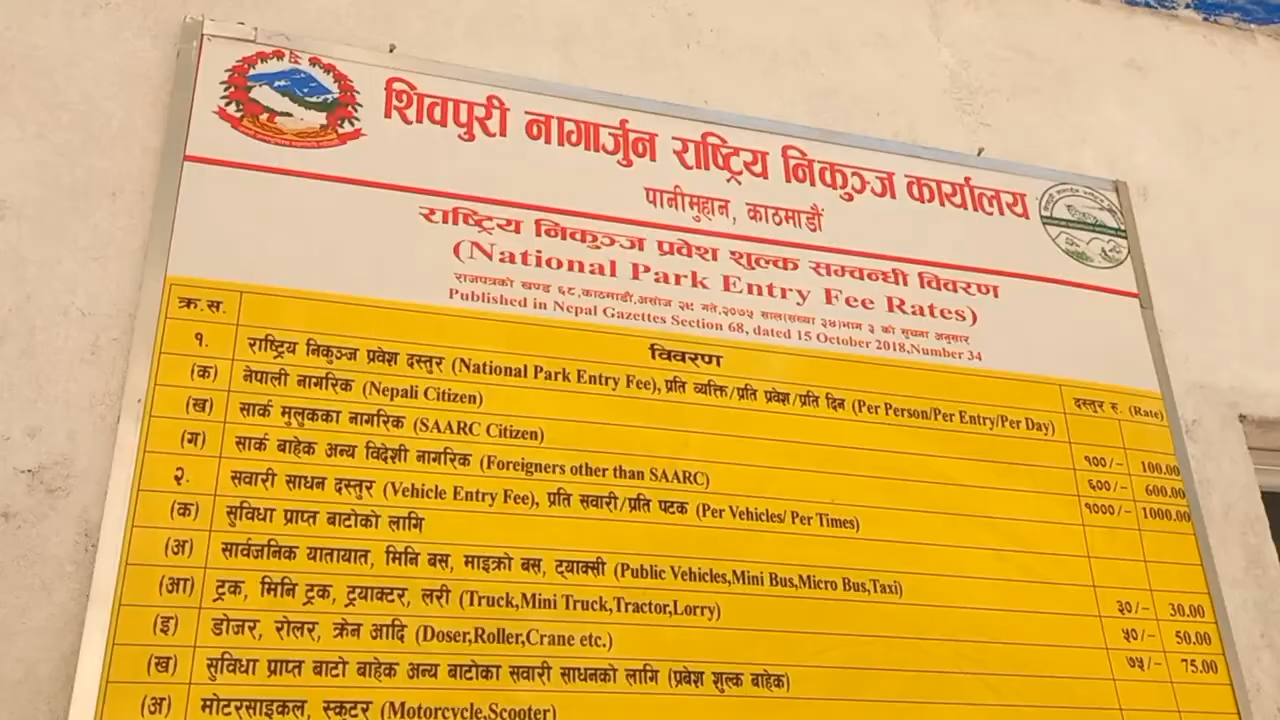 शिवपुरी नागार्जुन राष्ट्रिय निकुञ्ज कार्यालय
पानीमुहान, काठमाडौं
राष्ट्रिय निकुञ्ज प्रवेश शुल्क सम्वन्धी विवरण
(National Park Entry Fee Rates)
राजपत्रको खण्ड ६८,काठमाडौं,असोज २९ गते,२०७५ साल(संख्या ३४)भाग ३ को सुचना अनुसार
Published in Nepal Gazettes Section 68, dated 15 October 2018,Number 34
क्र.स. विवरण दस्तुर रु. (Rate)
१. राष्ट्रिय निकुञ्ज प्रवेश दस्तुर (National Park Entry Fee), प्रति व्यक्ति/प्रति प्रवेश/प्रति दिन (Per Person/Per Entry/Per Day)
(क) नेपाली नागरिक (Nepali Citizen) १००/- 100.00
(ख) सार्क मुलुकका नागरिक (SAARC Citizen) ६००/- 600.00
(ग) सार्क बाहेक अन्य विदेशी नागरिक (Foreigners other than SAARC) १०००/- 1000.00
२. सवारी साधन दस्तुर (Vehicle Entry Fee), प्रति सवारी/प्रति पटक (Per Vehicles/ Per Times)
(क) सुविधा प्राप्त बाटोको लागि
(अ) सार्वजनिक यातायात, मिनि बस, माइक्रो बस, ट्याक्सी (Public Vehicles,Mini Bus,Micro Bus,Taxi) ३०/- 30.00
(आ) ट्रक, मिनि ट्रक, ट्रयाक्टर, लरी (Truck,Mini Truck,Tractor,Lorry) ५०/- 50.00
(इ) डोजर, रोलर, क्रेन आदि (Doser,Roller,Crane etc.) ७५/- 75.00
(ख) सुविधा प्राप्त बाटो बाहेक अन्य बाटोका सवारी साधनको लागि (प्रबेश शुल्क बाहेक)
(अ) मोटरसाइकल, स्कुटर (Motorcycle,Scooter)